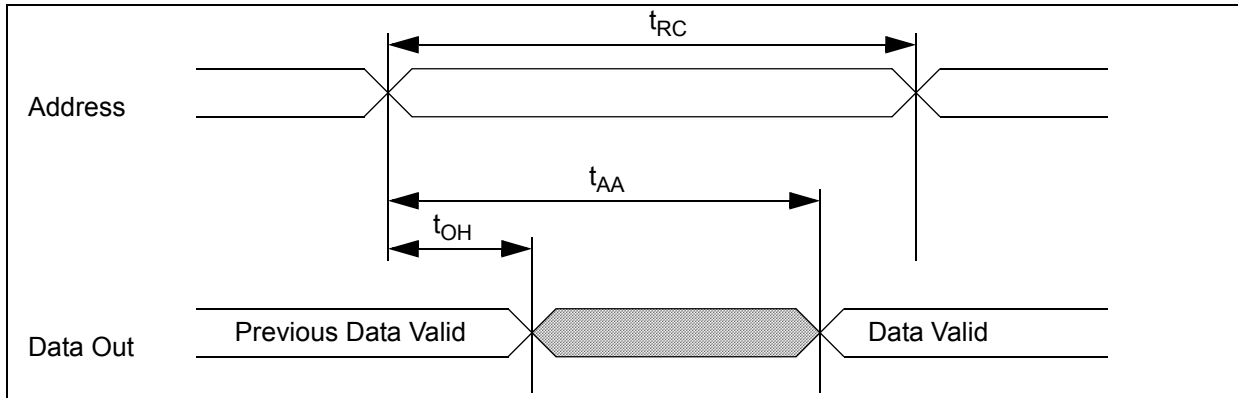 tRC
Address
tAA
tOH
Previous Data Valid
Data Valid
Data Out